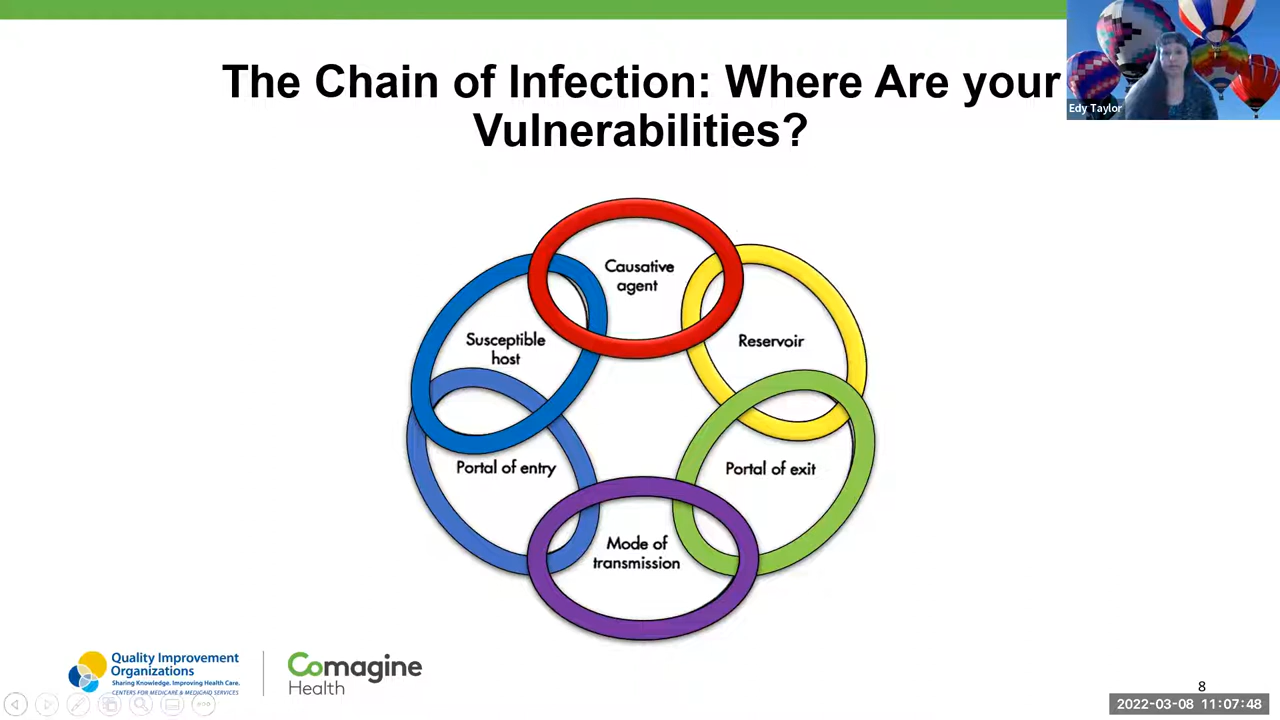 The Chain of Infection: Where Are your
Vulnerabilities?
Edy Taylor
Causative
agent
Susceptible
host
Reservoir
Portal of entry
Portal of exit
Mode of
transmission
Quality Improvement
Organizations
Sharing Knowledge. Improving Health Care.
CENTERS FOR MEDICARE & MEDICAID SERVICES
Comagine
Health
8
2022-03-08 11:07:48